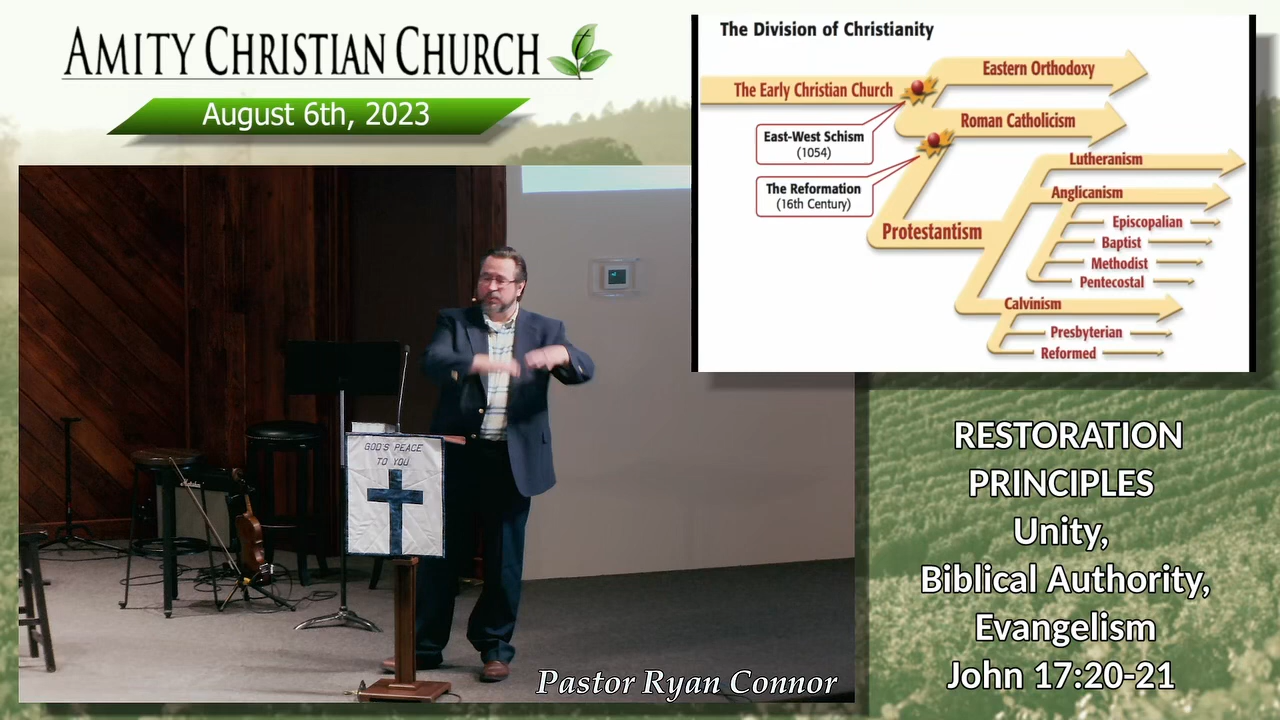 AMITY CHRISTIAN CHURCH
August 6th, 2023
The Division of Christianity
Eastern Orthodoxy
The Early Christian Church
Roman Catholicism
East-West Schism
(1054)
Lutheranism
The Reformation
(16th Century)
Anglicanism
Episcopalian
Protestantism
Baptist
Methodist
Pentecostal
Calvinism
Presbyterian
Reformed
GOD'S PEACE
TO YOU
RESTORATION
PRINCIPLES
Unity,
Biblical Authority,
Evangelism
John 17:20-21
Pastor Ryan Connor